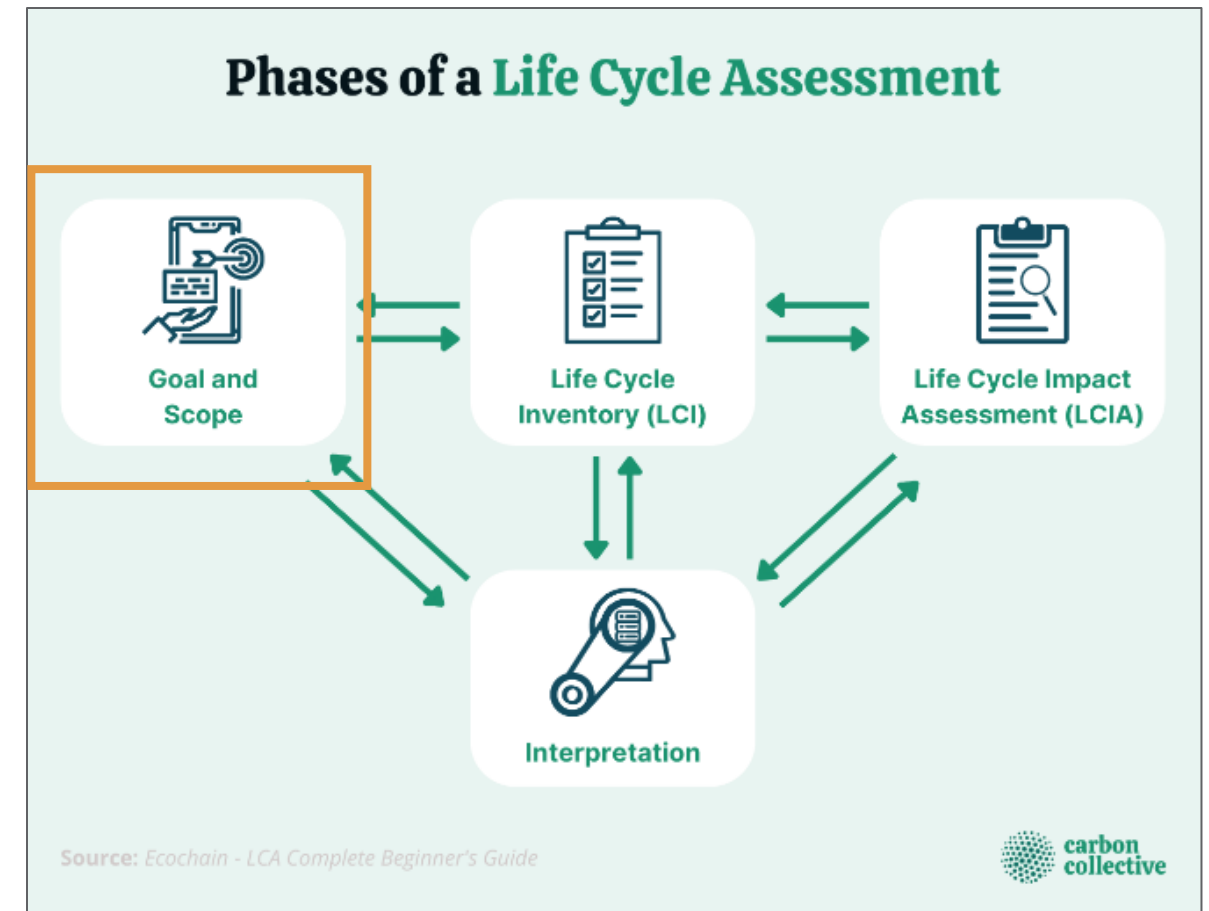 Phases of a Life Cycle Assessment
Goal and
Scope
Life Cycle
Inventory (LCI)
Life Cycle Impact
Assessment (LCIA)
Interpretation
Source: Ecochain - LCA Complete Beginner's Guide
carbon
collective